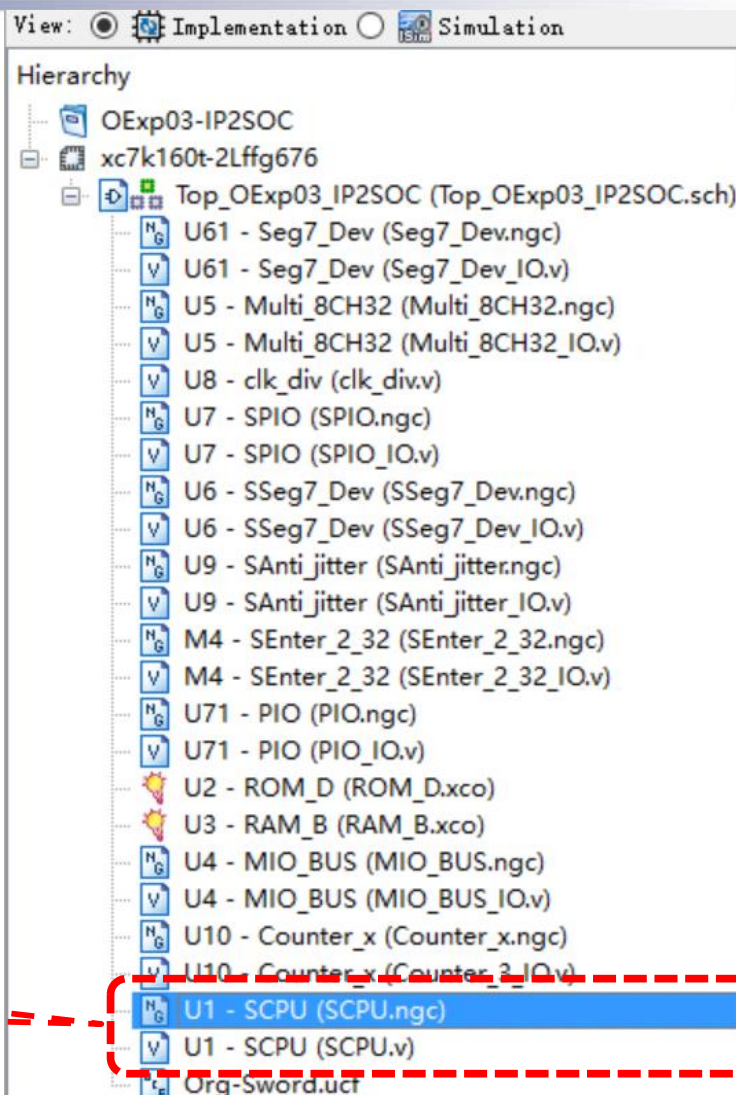 View: Implementation Simulation
Hierarchy
OExp03-IP2SOC
xc7k160t-2Lffg676
Top_OExp03_IP2SOC (Top_OExp03_IP2SOC.sch)
U61 - Seg7_Dev (Seg7_Dev.ngc)
U61 - Seg7_Dev (Seg7_Dev_IO.v)
U5 - Multi_8CH32 (Multi_8CH32.ngc)
U5 - Multi_8CH32 (Multi_8CH32_IO.v)
U8 - clk_div (clk_div.v)
U7 - SPIO (SPIO.ngc)
U7 - SPIO (SPIO_IO.v)
U6 - SSeg7_Dev (SSeg7_Dev.ngc)
U6 - SSeg7_Dev (SSeg7_Dev_IO.v)
U9 - SAnti_jitter (SAnti_jitter.ngc)
U9 - SAnti_jitter (SAnti_jitter_IO.v)
M4 - SEnter_2_32 (SEnter_2_32.ngc)
M4 - SEnter_2_32 (SEnter_2_32_IO.v)
U71 - PIO (PIO.ngc)
U71 - PIO (PIO_IO.v)
U2 - ROM_D (ROM_D.xco)
U3 - RAM_B (RAM_B.xco)
U4 - MIO_BUS (MIO_BUS.ngc)
U4 - MIO_BUS (MIO_BUS_IO.v)
U10 - Counter_x (Counter_x.ngc)
U10 - Counter_x (Counter_3_IO.v)
U1 - SCPU (SCPU.ngc)
U1 - SCPU (SCPU.v)
Org-Sword.ucf